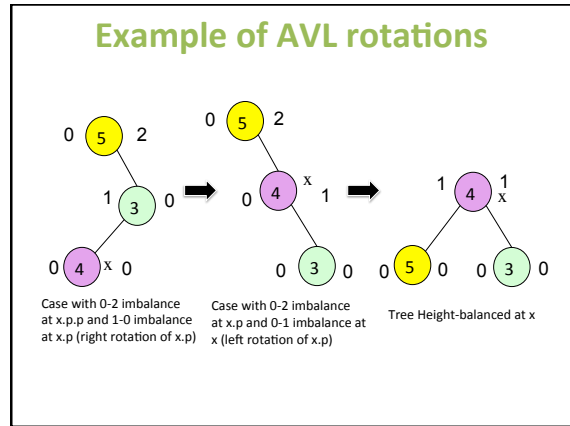 Example of AVL rotations
0 5 2
1 3 0
0 4 x 0
Case with 0-2 imbalance
at x.p.p and 1-0 imbalance
at x.p (right rotation of x.p)
0 5 2
0 4 x 1
0 3 0
Case with 0-2 imbalance
at x.p and 0-1 imbalance at
x (left rotation of x.p)
1 4 1
x
0 5 0 0 3 0
Tree Height-balanced at x